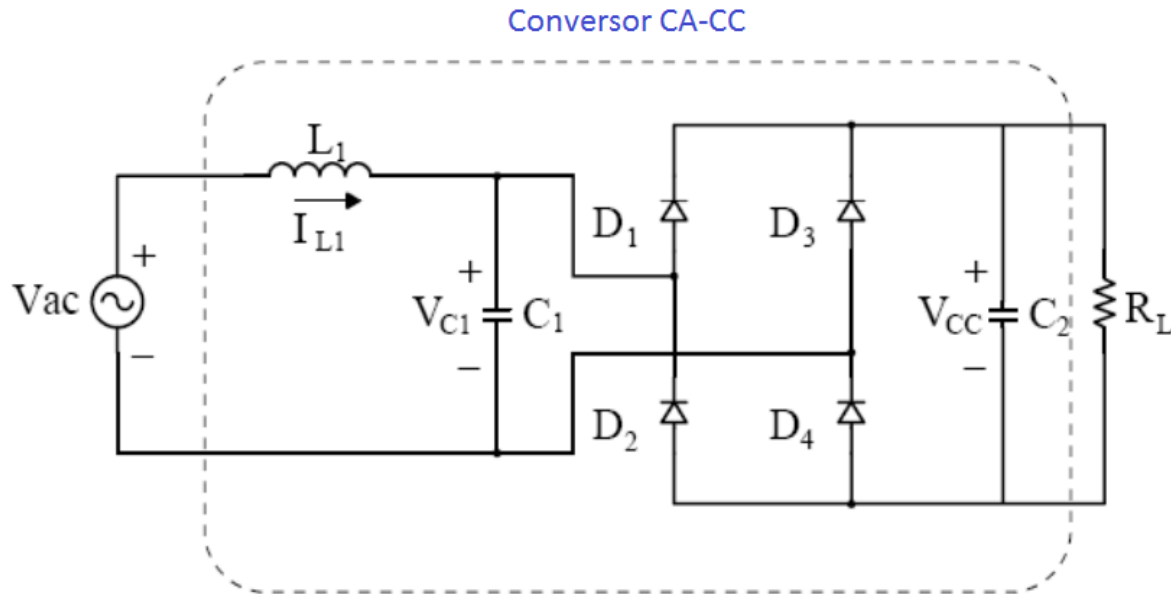 Conversor CA-CC
L1
IL1
Vac
+
−
+
VC1
−
C1
D1
D3
D2
D4
+
VCC
−
C2
RL